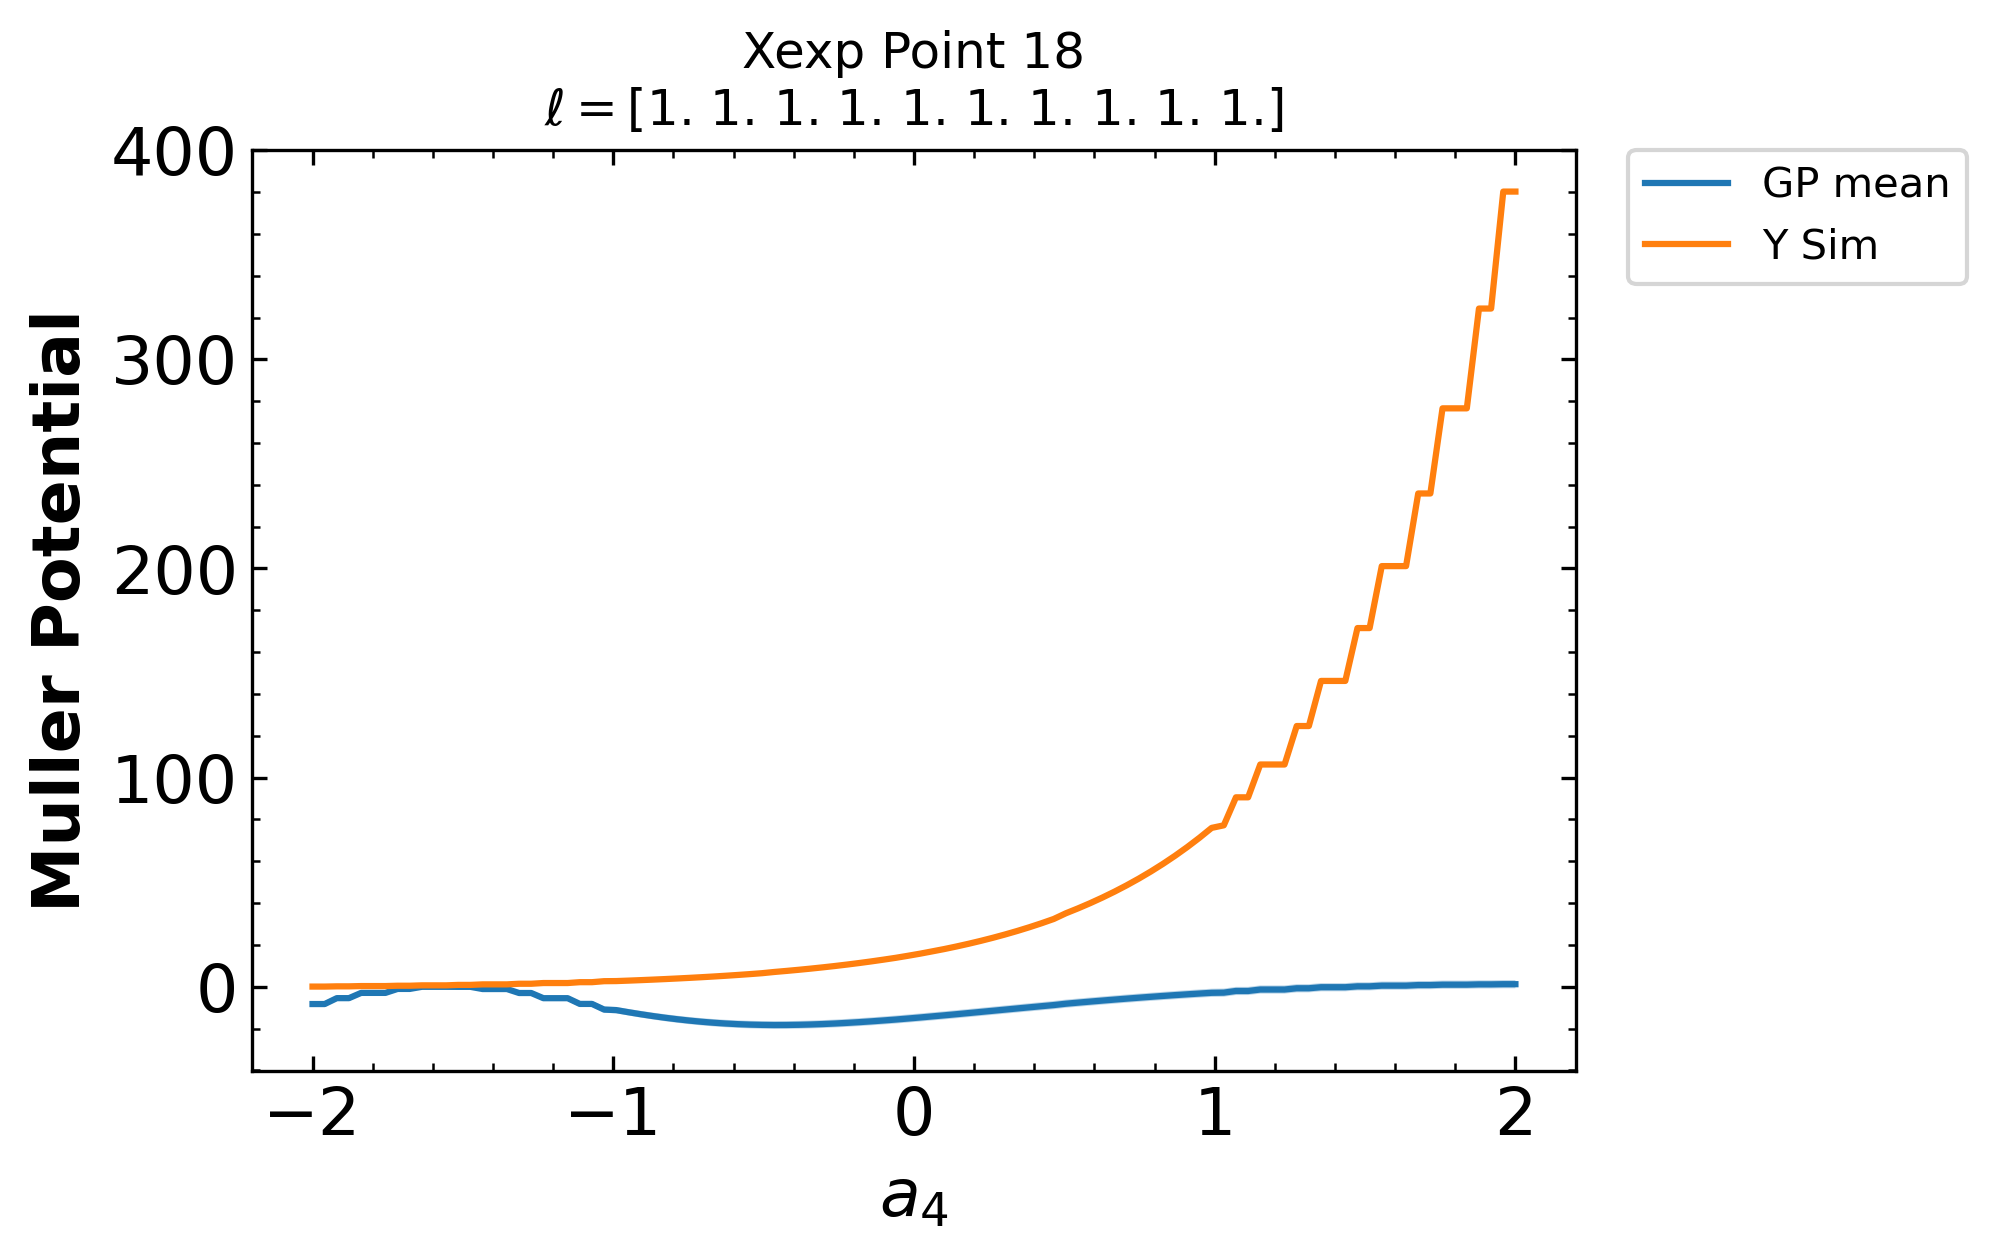 Xexp Point 18
ℓ = [1. 1. 1. 1. 1. 1. 1. 1. 1. 1.]
400
300
200
100
0
Muller Potential
−2 −1 0 1 2
a₄
GP mean
Y Sim